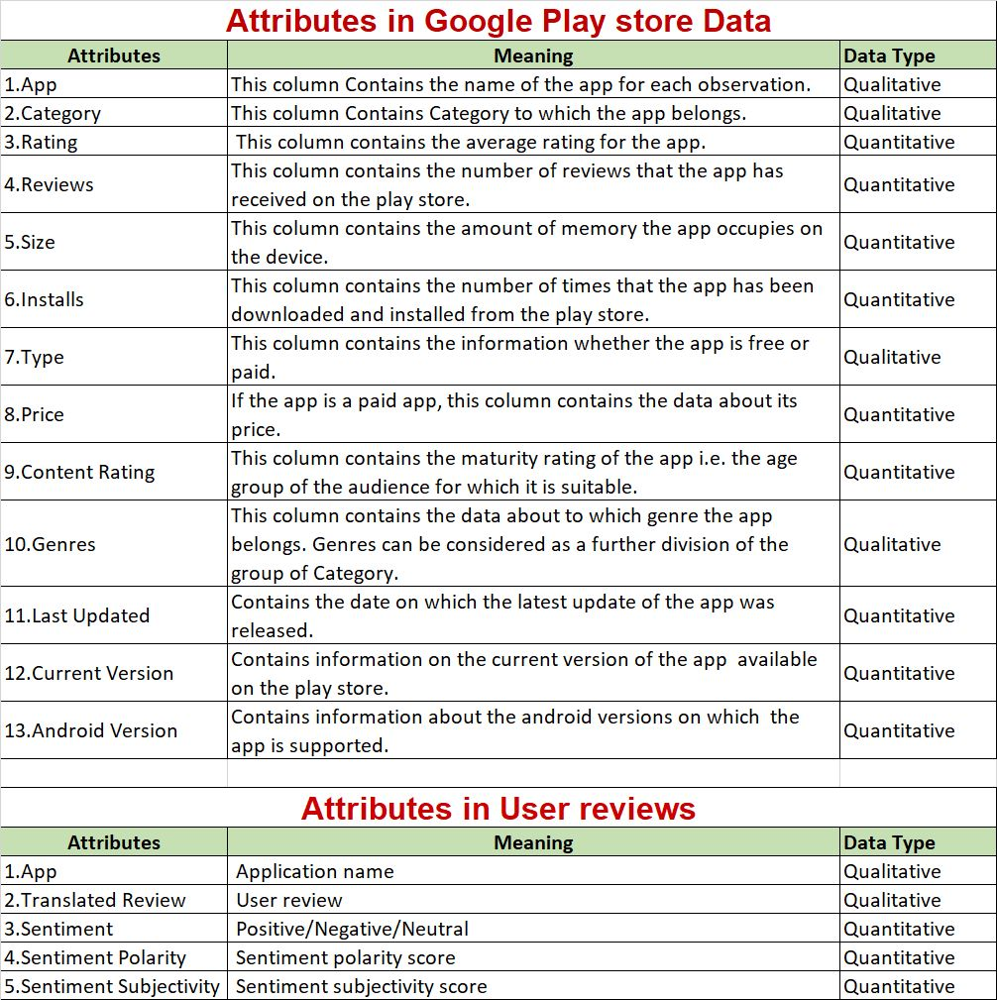 Attributes in Google Play store Data
Attributes Meaning Data Type
1.App This column Contains the name of the app for each observation. Qualitative
2.Category This column Contains Category to which the app belongs. Qualitative
3.Rating This column contains the average rating for the app. Quantitative
4.Reviews This column contains the number of reviews that the app has
received on the play store. Quantitative
5.Size This column contains the amount of memory the app occupies on
the device. Quantitative
6.Installs This column contains the number of times that the app has been
downloaded and installed from the play store. Quantitative
7.Type This column contains the information whether the app is free or
paid. Qualitative
8.Price If the app is a paid app, this column contains the data about its
price. Quantitative
9.Content Rating This column contains the maturity rating of the app i.e. the age
group of the audience for which it is suitable. Quantitative
10.Genres This column contains the data about to which genre the app
belongs. Genres can be considered as a further division of the
group of Category. Qualitative
11.Last Updated Contains the date on which the latest update of the app was
released. Quantitative
12.Current Version Contains information on the current version of the app available
on the play store. Quantitative
13.Android Version Contains information about the android versions on which the
app is supported. Quantitative
Attributes in User reviews
Attributes Meaning Data Type
1.App Application name Qualitative
2.Translated Review User review Qualitative
3.Sentiment Positive/Negative/Neutral Quantitative
4.Sentiment Polarity Sentiment polarity score Quantitative
5.Sentiment Subjectivity Sentiment subjectivity score Quantitative